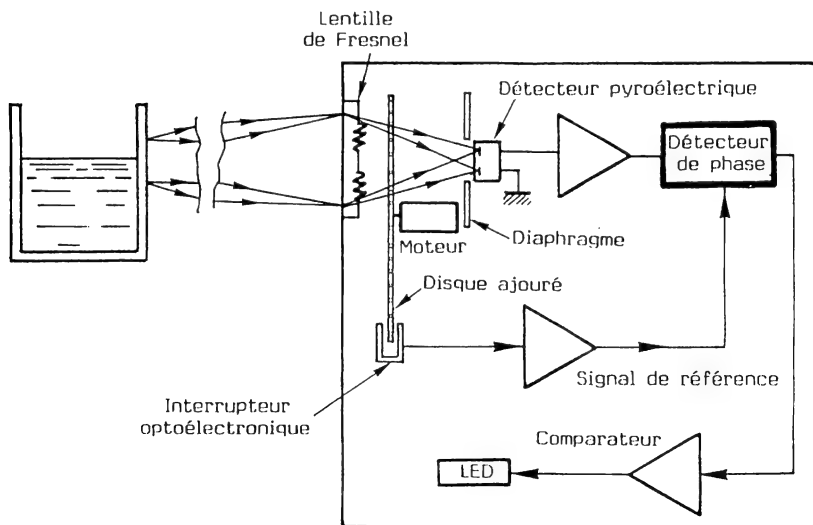 Lentille
de Fresnel
Détecteur pyroélectrique
Détecteur
de phase
Moteur
Diaphragme
Disque ajouré
Signal de référence
Interrupteur
optoélectronique
Comparateur
LED